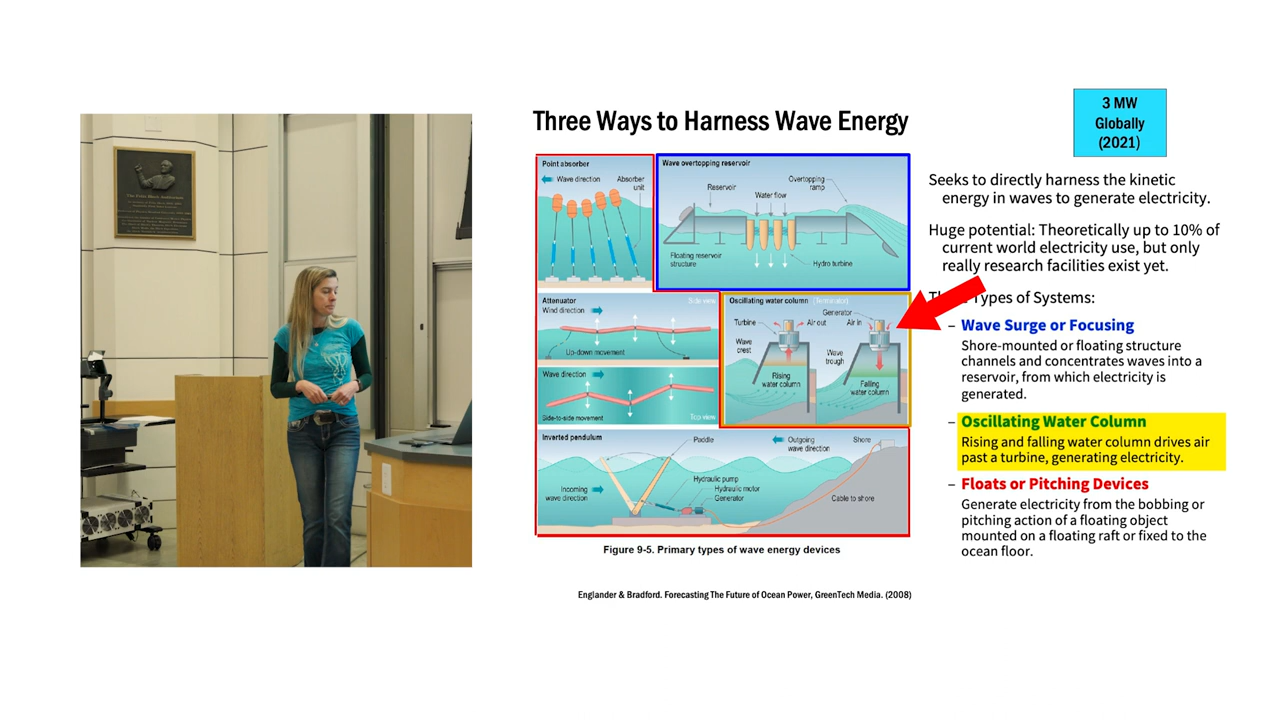 Three Ways to Harness Wave Energy
3 MW
Globally
(2021)
Point absorber
Wave direction
Absorber
unit
Wave overtopping reservoir
Reservoir
Water flow
Overtopping
ramp
Floating reservoir
structure
Hydro turbine
Attenuator
Side view
Wind direction
Up-down movement
Wave direction
Side-to-side movement
Top view
Oscillating water column (Terminator)
Generator
Turbine
Air out
Air in
Wave
crest
Wave
trough
Rising
water column
Falling
water column
Inverted pendulum
Paddle
Outgoing
wave direction
Shore
Hydraulic pump
Hydraulic motor
Generator
Incoming
wave direction
Cable to shore
Figure 9-5. Primary types of wave energy devices
Englander & Bradford. Forecasting The Future of Ocean Power, GreenTech Media. (2008)
Seeks to directly harness the kinetic
energy in waves to generate electricity.
Huge potential: Theoretically up to 10% of
current world electricity use, but only
really research facilities exist yet.
Types of Systems:
– Wave Surge or Focusing
Shore-mounted or floating structure
channels and concentrates waves into a
reservoir, from which electricity is
generated.
– Oscillating Water Column
Rising and falling water column drives air
past a turbine, generating electricity.
– Floats or Pitching Devices
Generate electricity from the bobbing or
pitching action of a floating object
mounted on a floating raft or fixed to the
ocean floor.